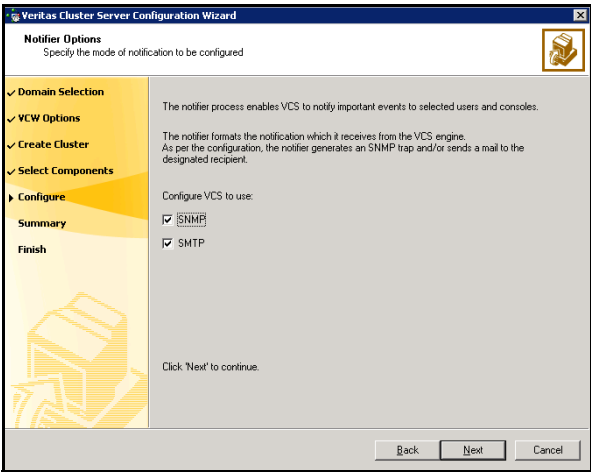 Veritas Cluster Server Configuration Wizard
Notifier Options
Specify the mode of notification to be configured
Domain Selection
VCW Options
Create Cluster
Select Components
Configure
Summary
Finish
The notifier process enables VCS to notify important events to selected users and consoles.
The notifier formats the notification which it receives from the VCS engine.
As per the configuration, the notifier generates an SNMP trap and/or sends a mail to the
designated recipient.
Configure VCS to use:
SNMP
SMTP
Click 'Next' to continue.
Back Next Cancel